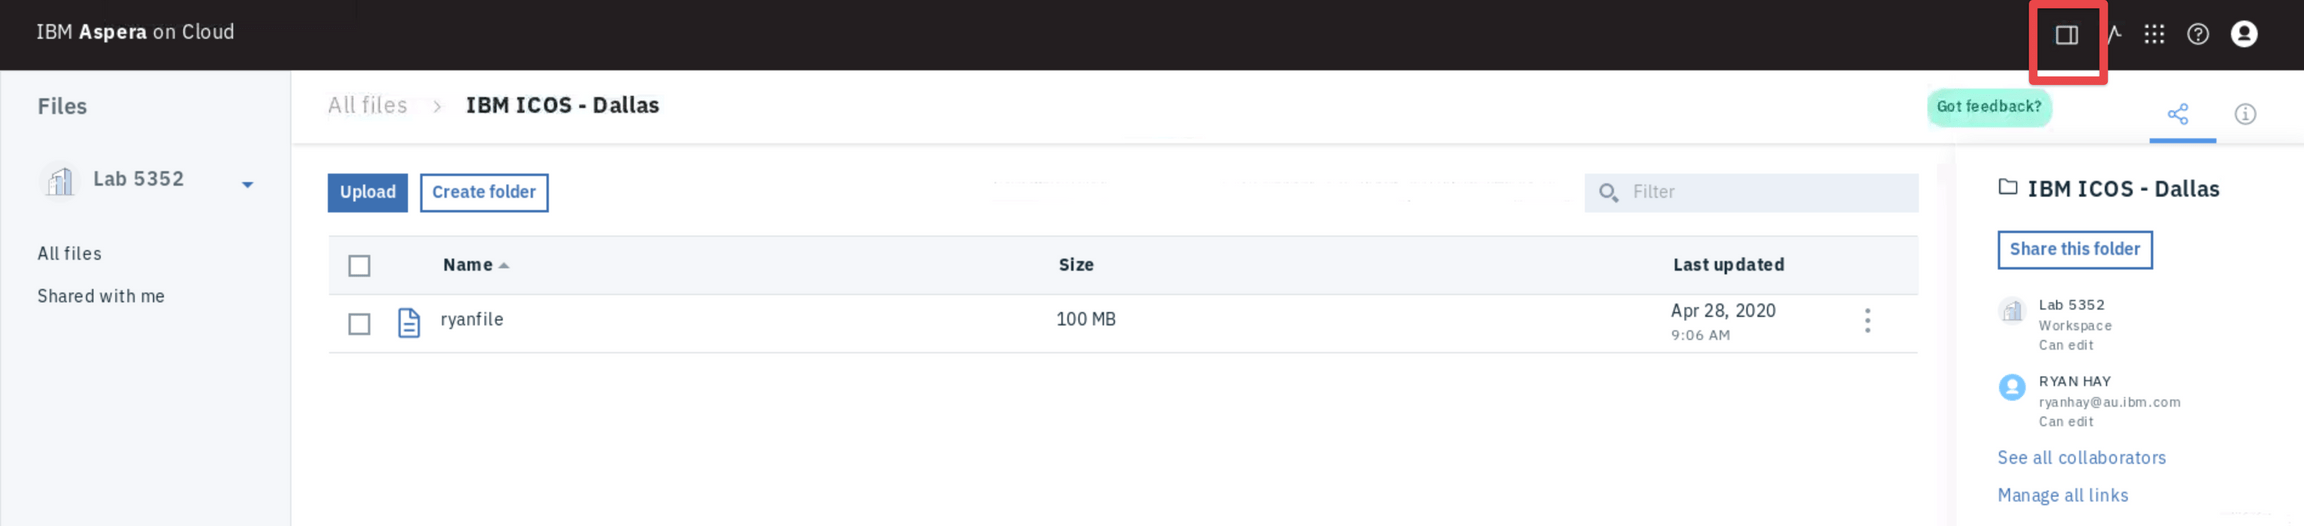 IBM Aspera on Cloud
Files
Lab 5352
All files
Shared with me
All files > IBM ICOS - Dallas
Got feedback?
Upload
Create folder
Filter
Name Size Last updated
ryanfile 100 MB Apr 28, 2020
9:06 AM
IBM ICOS - Dallas
Share this folder
Lab 5352
Workspace
Can edit
RYAN HAY
ryanhay@au.ibm.com
Can edit
See all collaborators
Manage all links